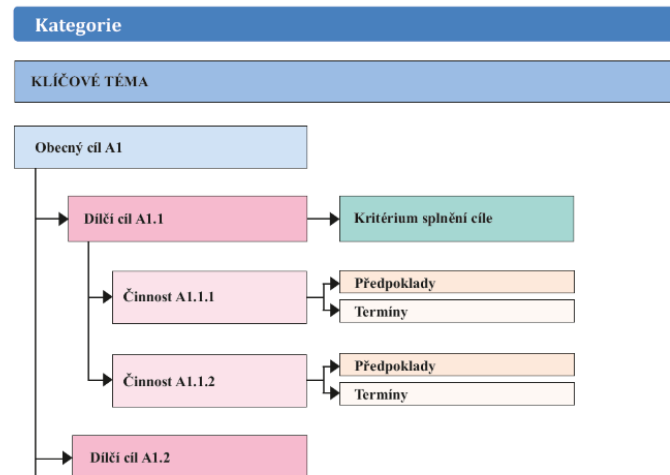 Kategorie
KLÍČOVÉ TÉMA
Obecný cíl A1
Dílčí cíl A1.1
Kritérium splnění cíle
Činnost A1.1.1
Předpoklady
Termíny
Činnost A1.1.2
Předpoklady
Termíny
Dílčí cíl A1.2